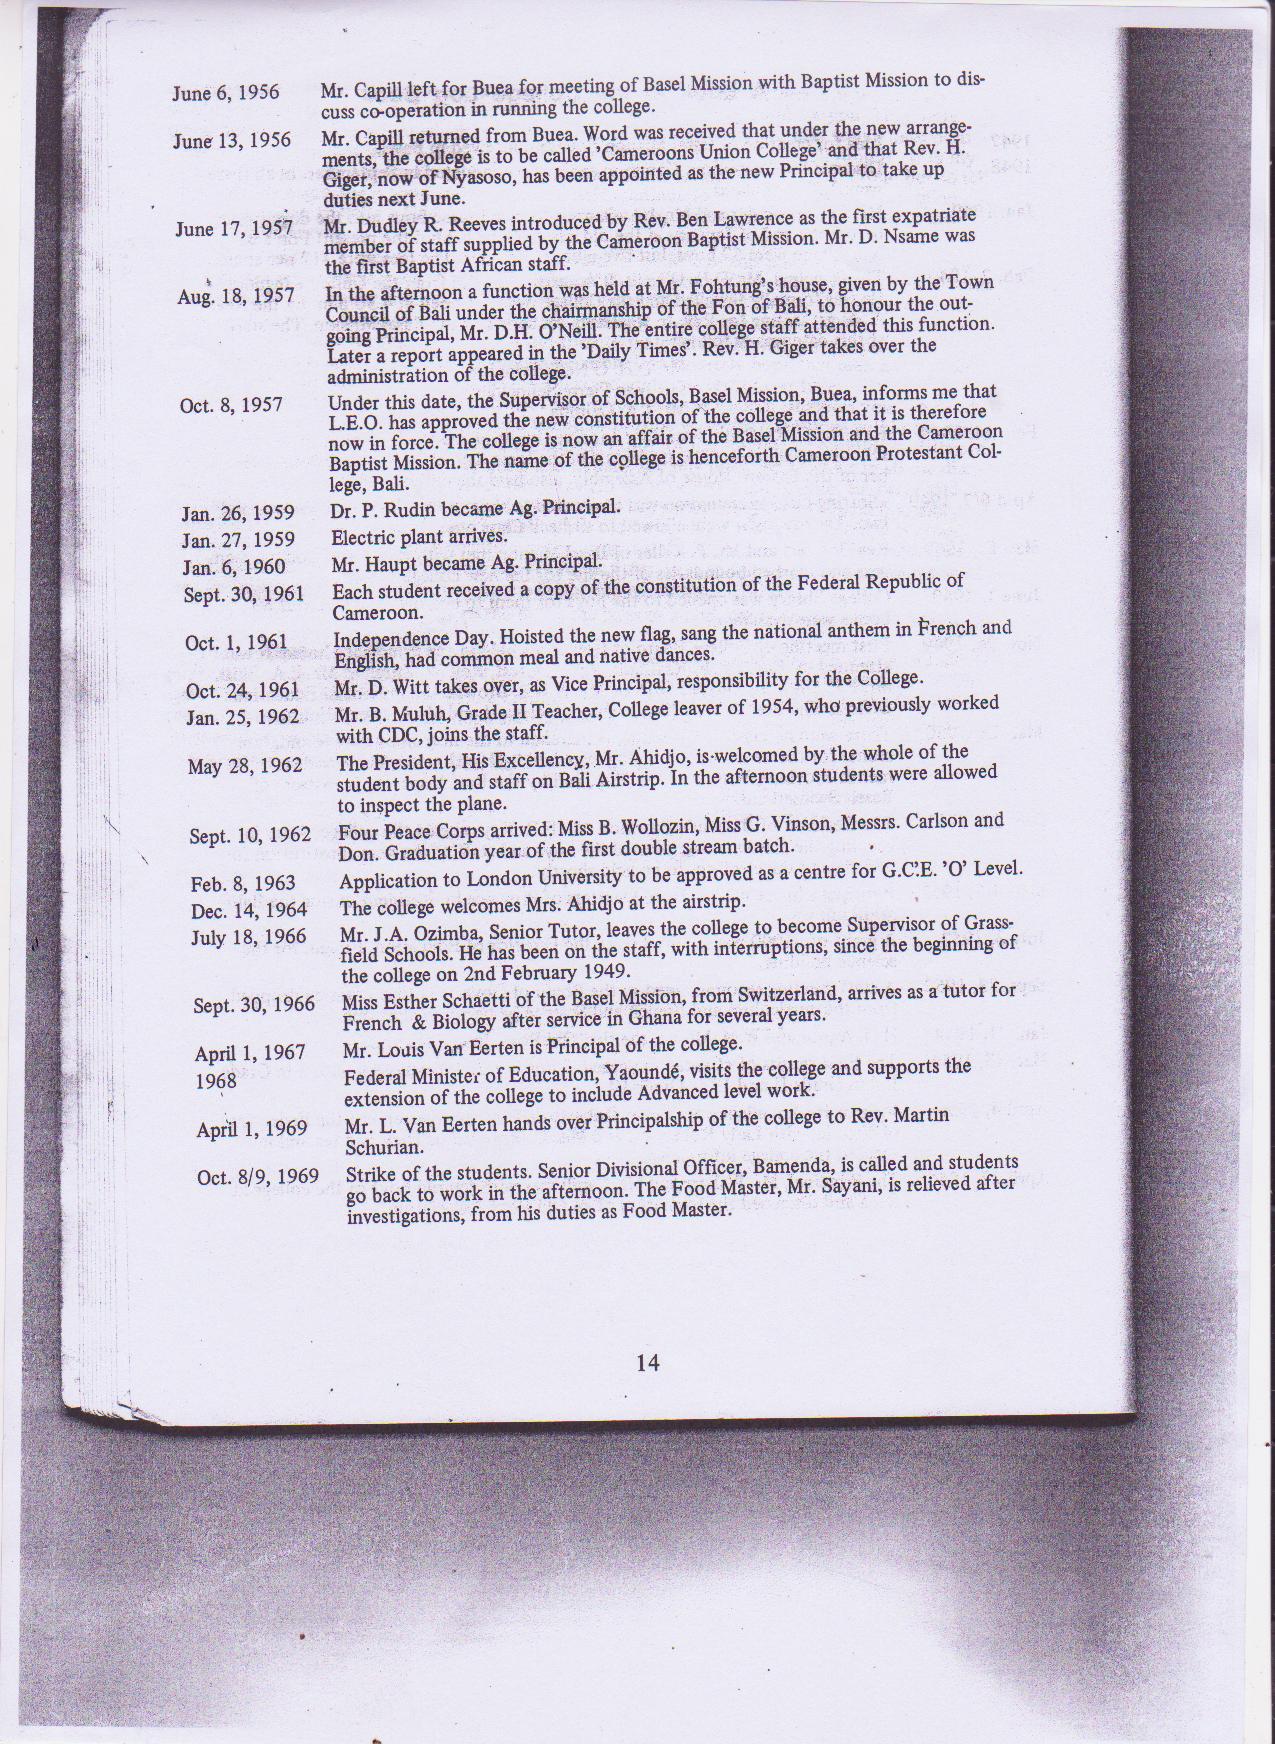 June 6, 1956 Mr. Capill left for Buea for meeting of Basel Mission with Baptist Mission to dis-
cuss co-operation in running the college.
June 13, 1956 Mr. Capill returned from Buea. Word was received that under the new arrange-
ments, the college is to be called 'Cameroons Union College' and that Rev. H.
Giger, now of Nyasoso, has been appointed as the new Principal to take up
duties next June.
June 17, 1957 Mr. Dudley R. Reeves introduced by Rev. Ben Lawrence as the first expatriate
member of staff supplied by the Cameroon Baptist Mission. Mr. D. Nsame was
the first Baptist African staff.
Aug. 18, 1957 In the afternoon a function was held at Mr. Fohtung's house, given by the Town
Council of Bali under the chairmanship of the Fon of Bali, to honour the out-
going Principal, Mr. D.H. O'Neill. The entire college staff attended this function.
Later a report appeared in the 'Daily Times'. Rev. H. Giger takes over the
administration of the college.
Oct. 8, 1957 Under this date, the Supervisor of Schools, Basel Mission, Buea, informs me that
L.E.O. has approved the new constitution of the college and that it is therefore
now in force. The college is now an affair of the Basel Mission and the Cameroon
Baptist Mission. The name of the college is henceforth Cameroon Protestant Col-
lege, Bali.
Jan. 26, 1959 Dr. P. Rudin became Ag. Principal.
Jan. 27, 1959 Electric plant arrives.
Jan. 6, 1960 Mr. Haupt became Ag. Principal.
Sept. 30, 1961 Each student received a copy of the constitution of the Federal Republic of
Cameroon.
Oct. 1, 1961 Independence Day. Hoisted the new flag, sang the national anthem in French and
English, had common meal and native dances.
Oct. 24, 1961 Mr. D. Witt takes over, as Vice Principal, responsibility for the College.
Jan. 25, 1962 Mr. B. Muluh, Grade II Teacher, College leaver of 1954, who previously worked
with CDC, joins the staff.
May 28, 1962 The President, His Excellency, Mr. Ahidjo, is welcomed by the whole of the
student body and staff on Bali Airstrip. In the afternoon students were allowed
to inspect the plane.
Sept. 10, 1962 Four Peace Corps arrived: Miss B. Wollozin, Miss G. Vinson, Messrs. Carlson and
Don. Graduation year of the first double stream batch.
Feb. 8, 1963 Application to London University to be approved as a centre for G.C.E. 'O' Level.
Dec. 14, 1964 The college welcomes Mrs. Ahidjo at the airstrip.
July 18, 1966 Mr. J.A. Ozimba, Senior Tutor, leaves the college to become Supervisor of Grass-
field Schools. He has been on the staff, with interruptions, since the beginning of
the college on 2nd February 1949.
Sept. 30, 1966 Miss Esther Schaetti of the Basel Mission, from Switzerland, arrives as a tutor for
French & Biology after service in Ghana for several years.
April 1, 1967 Mr. Louis Van Eerten is Principal of the college.
1968 Federal Minister of Education, Yaoundé, visits the college and supports the
extension of the college to include Advanced level work.
April 1, 1969 Mr. L. Van Eerten hands over Principalship of the college to Rev. Martin
Schurian.
Oct. 8/9, 1969 Strike of the students. Senior Divisional Officer, Bamenda, is called and students
go back to work in the afternoon. The Food Master, Mr. Sayani, is relieved after
investigations, from his duties as Food Master.
14